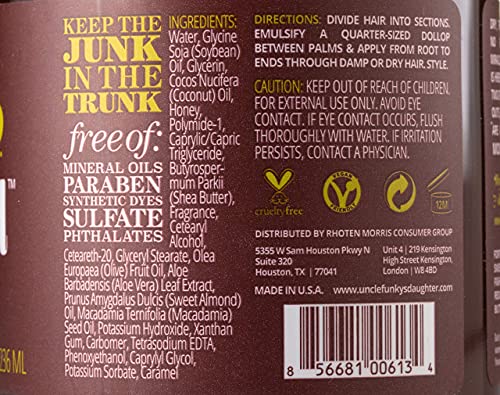 KEEP THE
JUNK
IN THE
TRUNK
free of:
MINERAL OILS
PARABEN
SYNTHETIC DYES
SULFATE
PHTHALATES
INGREDIENTS:
Water, Glycine
Soja (Soybean)
Oil, Glycerin,
Cocos Nucifera
(Coconut) Oil,
Honey,
Polymide-1,
Caprylic/Capric
Triglyceride,
Butyrosper-
mum Parkii
(Shea Butter),
Fragrance,
Cetearyl
Alcohol,
Ceteareth-20, Glyceryl Stearate, Olea
Europaea (Olive) Fruit Oil, Aloe
Barbadensis (Aloe Vera) Leaf Extract,
Prunus Amygdalus Dulcis (Sweet Almond)
Oil, Macadamia Ternifolia (Macadamia)
Seed Oil, Potassium Hydroxide, Xanthan
Gum, Carbomer, Tetrasodium EDTA,
Phenoxyethanol, Caprylyl Glycol,
Potassium Sorbate, Caramel
DIRECTIONS: DIVIDE HAIR INTO SECTIONS.
EMULSIFY A QUARTER-SIZED DOLLOP
BETWEEN PALMS & APPLY FROM ROOT TO
ENDS THROUGH DAMP OR DRY HAIR, STYLE.
CAUTION: KEEP OUT OF REACH OF CHILDREN.
FOR EXTERNAL USE ONLY. AVOID EYE
CONTACT. IF EYE CONTACT OCCURS, FLUSH
THOROUGHLY WITH WATER. IF IRRITATION
PERSISTS, CONTACT A PHYSICIAN.
cruelty free
VEGAN
FRIENDLY
12M
DISTRIBUTED BY RHOTEN MORRIS CONSUMER GROUP
5355 W Sam Houston Pkwy N
Suite 320
Houston, TX | 77041
Unit 4 | 219 Kensington
High Street Kensington,
London | W8 4BD
MADE IN U.S.A.
www.unclefunkysdaughter.com
8 56681 00613 4
TM
236 ML